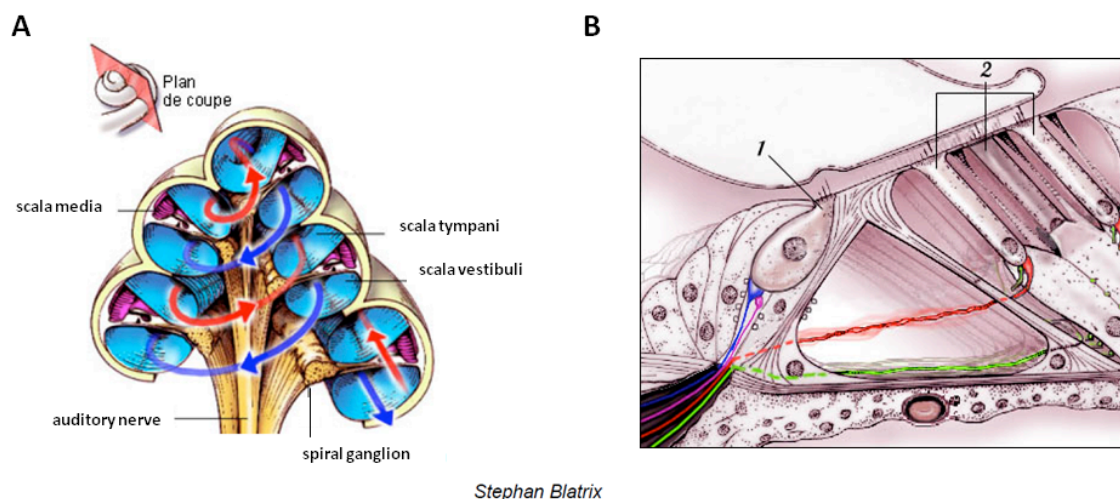 A
B
Plan
de coupe
scala media
scala tympani
scala vestibuli
auditory nerve
spiral ganglion
1
2
Stephan Blatrix